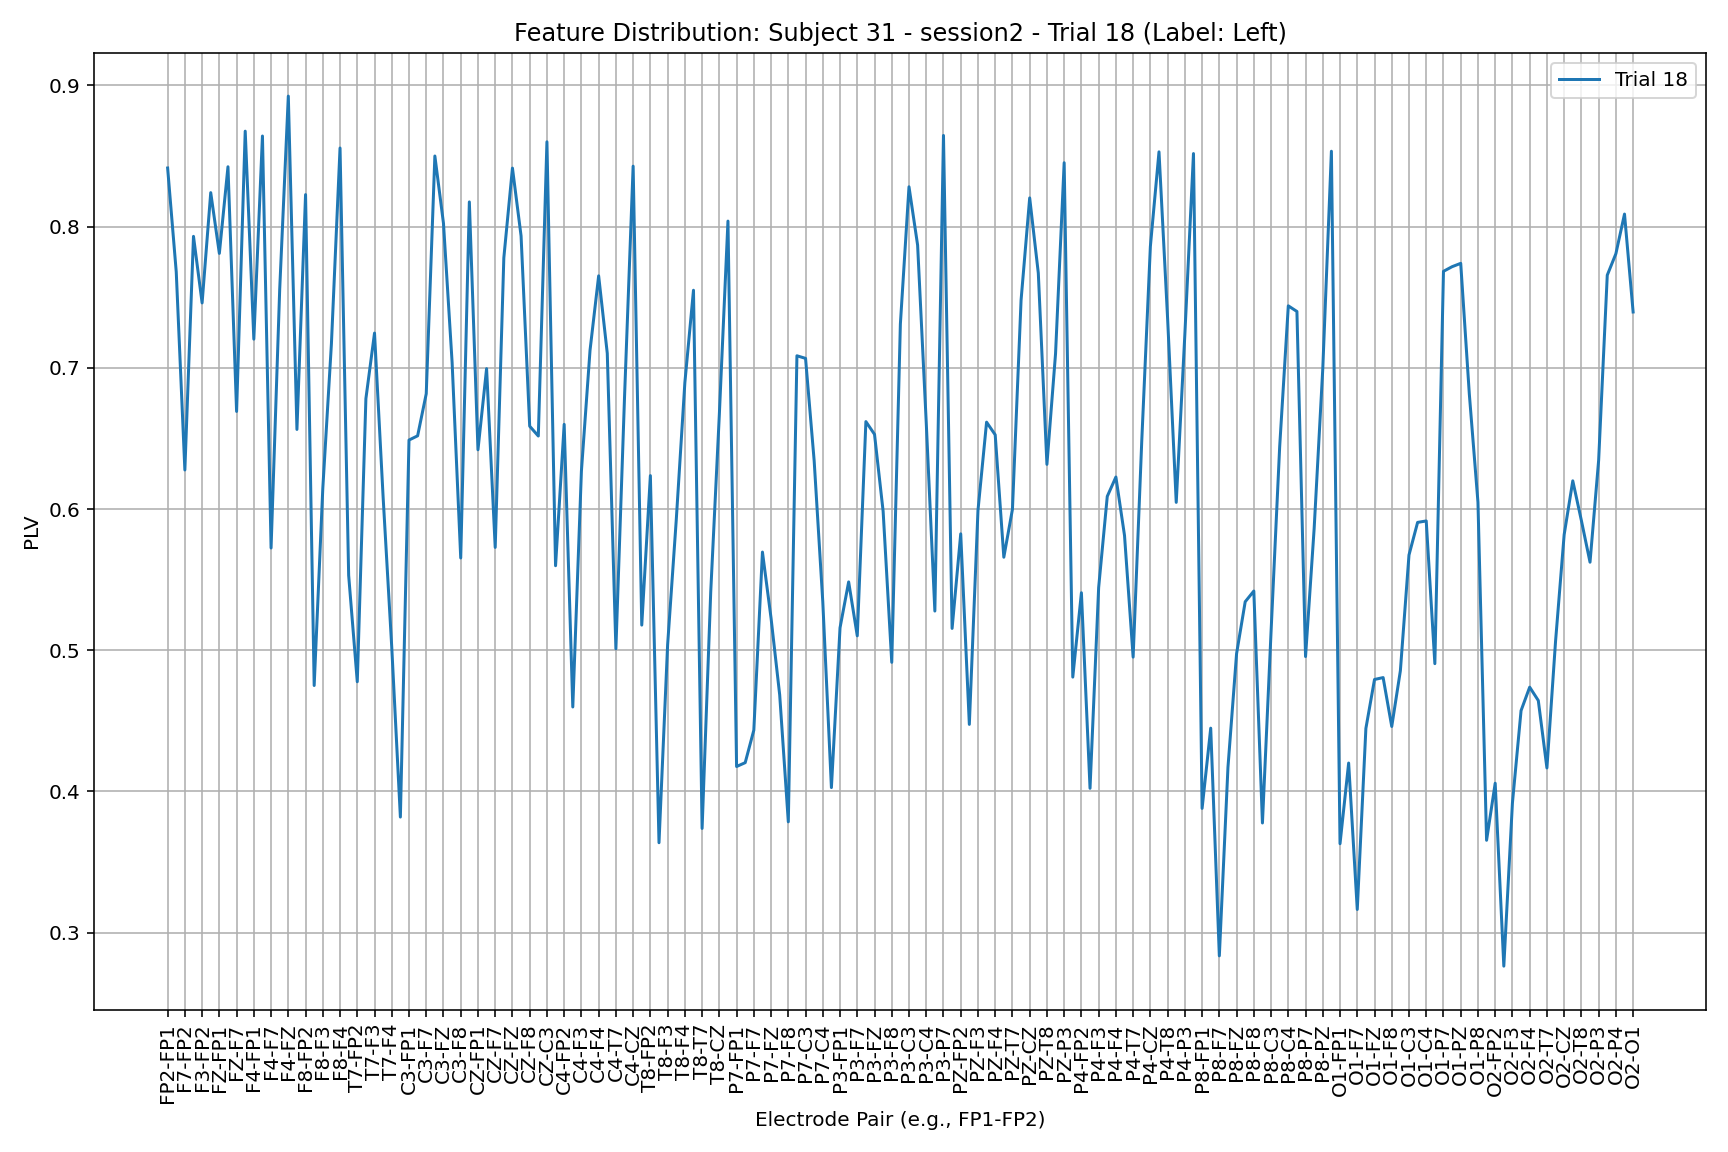 Feature Distribution: Subject 31 - session2 - Trial 18 (Label: Left)
Trial 18
PLV
0.9
0.8
0.7
0.6
0.5
0.4
0.3
FP2-FP1
F7-FP2
F3-FP2
FZ-FP1
FZ-F7
F4-FP1
F4-F7
F4-FZ
F8-FP2
F8-F3
F8-F4
T7-FP2
T7-F3
T7-F4
C3-FP1
C3-F7
C3-FZ
C3-F8
CZ-FP1
CZ-F7
CZ-FZ
CZ-F8
CZ-C3
C4-FP2
C4-F3
C4-F4
C4-T7
C4-CZ
T8-FP2
T8-F3
T8-F4
T8-T7
T8-CZ
P7-FP1
P7-F7
P7-FZ
P7-F8
P7-C3
P7-C4
P3-FP1
P3-F7
P3-FZ
P3-F8
P3-C3
P3-C4
P3-P7
PZ-FP2
PZ-F3
PZ-F4
PZ-T7
PZ-CZ
PZ-T8
PZ-P3
P4-FP2
P4-F3
P4-F4
P4-T7
P4-CZ
P4-T8
P4-P3
P8-FP1
P8-F7
P8-FZ
P8-F8
P8-C3
P8-C4
P8-P7
P8-PZ
O1-FP1
O1-F7
O1-FZ
O1-F8
O1-C3
O1-C4
O1-P7
O1-PZ
O1-P8
O2-FP2
O2-F3
O2-F4
O2-T7
O2-CZ
O2-T8
O2-P3
O2-P4
O2-O1
Electrode Pair (e.g., FP1-FP2)